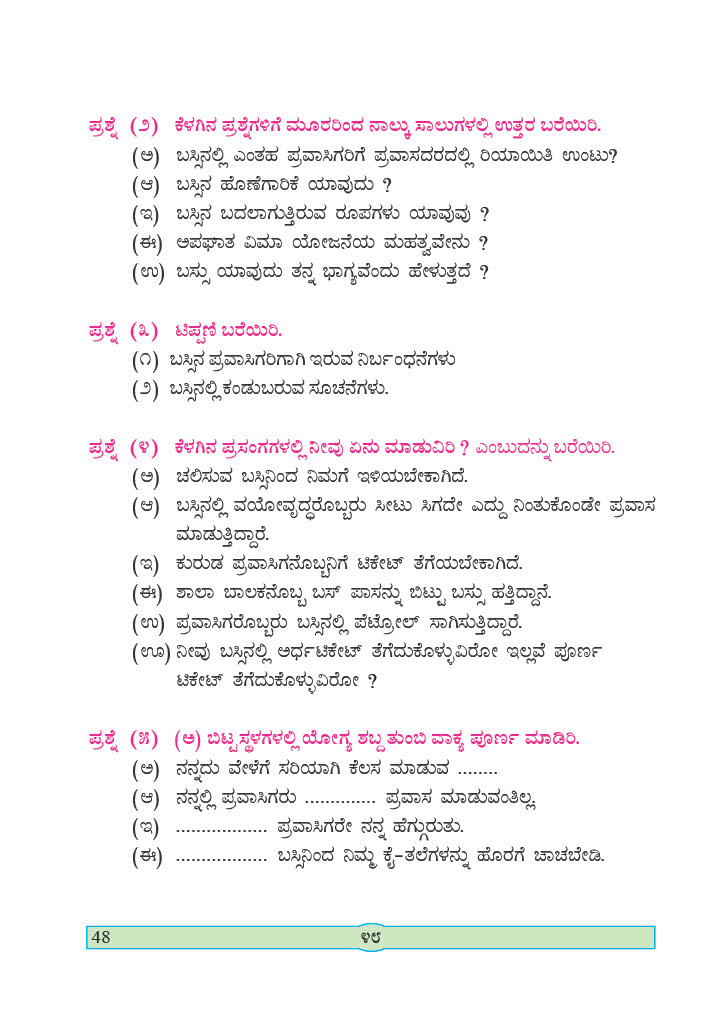 ಪ್ರಶ್ನೆ (೨) ಕೆಳಗಿನ ಪ್ರಶ್ನೆಗಳಿಗೆ ಮೂರರಿಂದ ನಾಲ್ಕು ಸಾಲುಗಳಲ್ಲಿ ಉತ್ತರ ಬರೆಯಿರಿ.
(ಅ) ಬಸ್ಸಿನಲ್ಲಿ ಎಂತಹ ಪ್ರವಾಸಿಗರಿಗೆ ಪ್ರವಾಸದರದಲ್ಲಿ ರಿಯಾಯಿತಿ ಉಂಟು?
(ಆ) ಬಸ್ಸಿನ ಹೊಣೆಗಾರಿಕೆ ಯಾವುದು ?
(ಇ) ಬಸ್ಸಿನ ಬದಲಾಗುತ್ತಿರುವ ರೂಪಗಳು ಯಾವುವು ?
(ಈ) ಅಪಘಾತ ವಿಮಾ ಯೋಜನೆಯ ಮಹತ್ವವೇನು ?
(ಉ) ಬಸ್ಸು ಯಾವುದು ತನ್ನ ಭಾಗ್ಯವೆಂದು ಹೇಳುತ್ತದೆ ?
ಪ್ರಶ್ನೆ (೩) ಟಿಪ್ಪಣಿ ಬರೆಯಿರಿ.
(೧) ಬಸ್ಸಿನ ಪ್ರವಾಸಿಗರಿಗಾಗಿ ಇರುವ ನಿರ್ಬಂಧನೆಗಳು
(೨) ಬಸ್ಸಿನಲ್ಲಿ ಕಂಡುಬರುವ ಸೂಚನೆಗಳು.
ಪ್ರಶ್ನೆ (೪) ಕೆಳಗಿನ ಪ್ರಸಂಗಗಳಲ್ಲಿ ನೀವು ಏನು ಮಾಡುವಿರಿ ? ಎಂಬುದನ್ನು ಬರೆಯಿರಿ.
(ಅ) ಚಲಿಸುವ ಬಸ್ಸಿನಿಂದ ನಿಮಗೆ ಇಳಿಯಬೇಕಾಗಿದೆ.
(ಆ) ಬಸ್ಸಿನಲ್ಲಿ ವಯೋವೃದ್ಧರೊಬ್ಬರು ಸೀಟು ಸಿಗದೇ ಎದ್ದು ನಿಂತುಕೊಂಡೇ ಪ್ರವಾಸ
ಮಾಡುತ್ತಿದ್ದಾರೆ.
(ಇ) ಕುರುಡ ಪ್ರವಾಸಿಗನೊಬ್ಬನಿಗೆ ಟಿಕೇಟ್ ತೆಗೆಯಬೇಕಾಗಿದೆ.
(ಈ) ಶಾಲಾ ಬಾಲಕನೊಬ್ಬ ಬಸ್ ಪಾಸನ್ನು ಬಿಟ್ಟು ಬಸ್ಸು ಹತ್ತಿದ್ದಾನೆ.
(ಉ) ಪ್ರವಾಸಿಗರೊಬ್ಬರು ಬಸ್ಸಿನಲ್ಲಿ ಪೆಟ್ರೋಲ್ ಸಾಗಿಸುತ್ತಿದ್ದಾರೆ.
(ಊ) ನೀವು ಬಸ್ಸಿನಲ್ಲಿ ಅರ್ಧಟಿಕೇಟ್ ತೆಗೆದುಕೊಳ್ಳುವಿರೋ ಇಲ್ಲವೆ ಪೂರ್ಣ
ಟಿಕೇಟ್ ತೆಗೆದುಕೊಳ್ಳುವಿರೋ ?
ಪ್ರಶ್ನೆ (೫) (ಅ) ಬಿಟ್ಟಸ್ಥಳಗಳಲ್ಲಿ ಯೋಗ್ಯ ಶಬ್ದ ತುಂಬಿ ವಾಕ್ಯ ಪೂರ್ಣ ಮಾಡಿರಿ.
(ಅ) ನನ್ನದು ವೇಳೆಗೆ ಸರಿಯಾಗಿ ಕೆಲಸ ಮಾಡುವ ........
(ಆ) ನನ್ನಲ್ಲಿ ಪ್ರವಾಸಿಗರು .............. ಪ್ರವಾಸ ಮಾಡುವಂತಿಲ್ಲ.
(ಇ) .................. ಪ್ರವಾಸಿಗರೇ ನನ್ನ ಹೆಗ್ಗುರುತು.
(ಈ) .................. ಬಸ್ಸಿನಿಂದ ನಿಮ್ಮ ಕೈ-ತಲೆಗಳನ್ನು ಹೊರಗೆ ಚಾಚಬೇಡಿ.
48 ೪೮